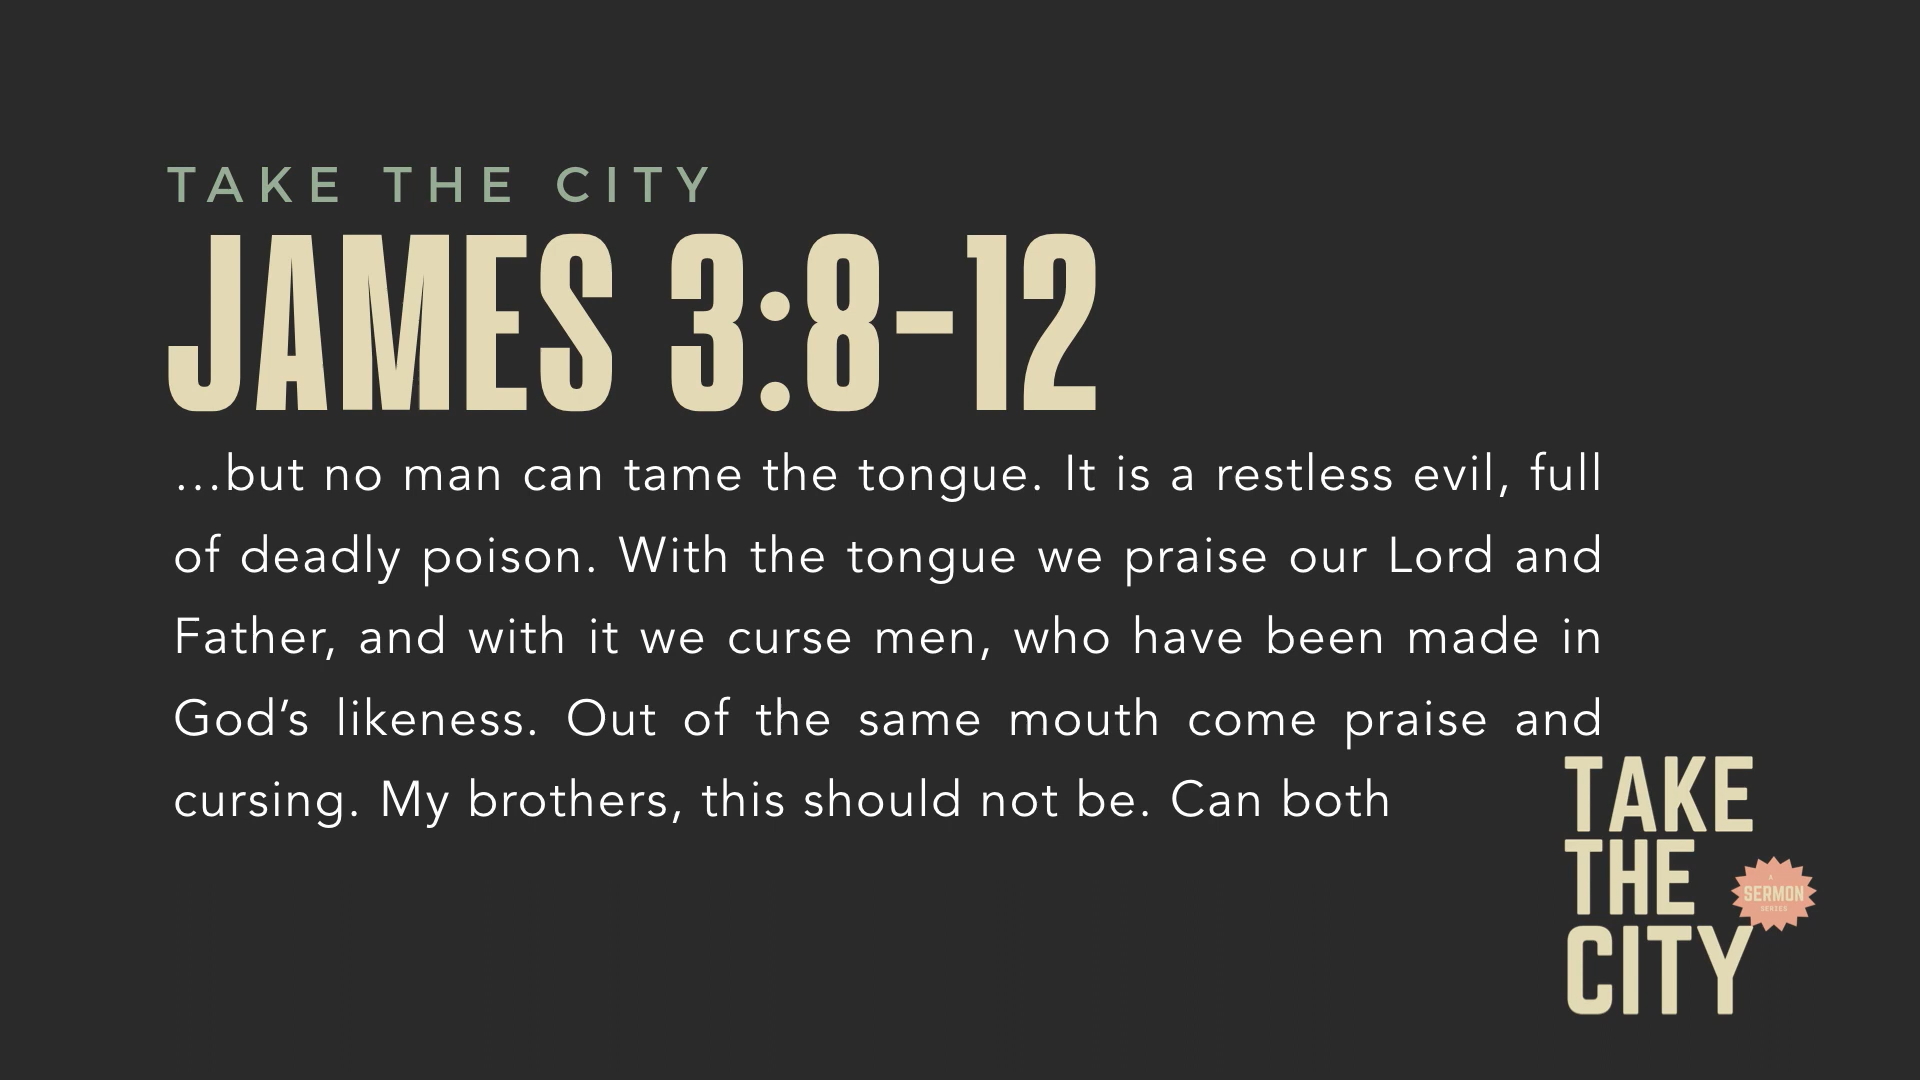 TAKE THE CITY
JAMES 3:8-12
…but no man can tame the tongue. It is a restless evil, full
of deadly poison. With the tongue we praise our Lord and
Father, and with it we curse men, who have been made in
God’s likeness. Out of the same mouth come praise and
cursing. My brothers, this should not be. Can both
TAKE
THE
CITY
A
SERMON
SERIES